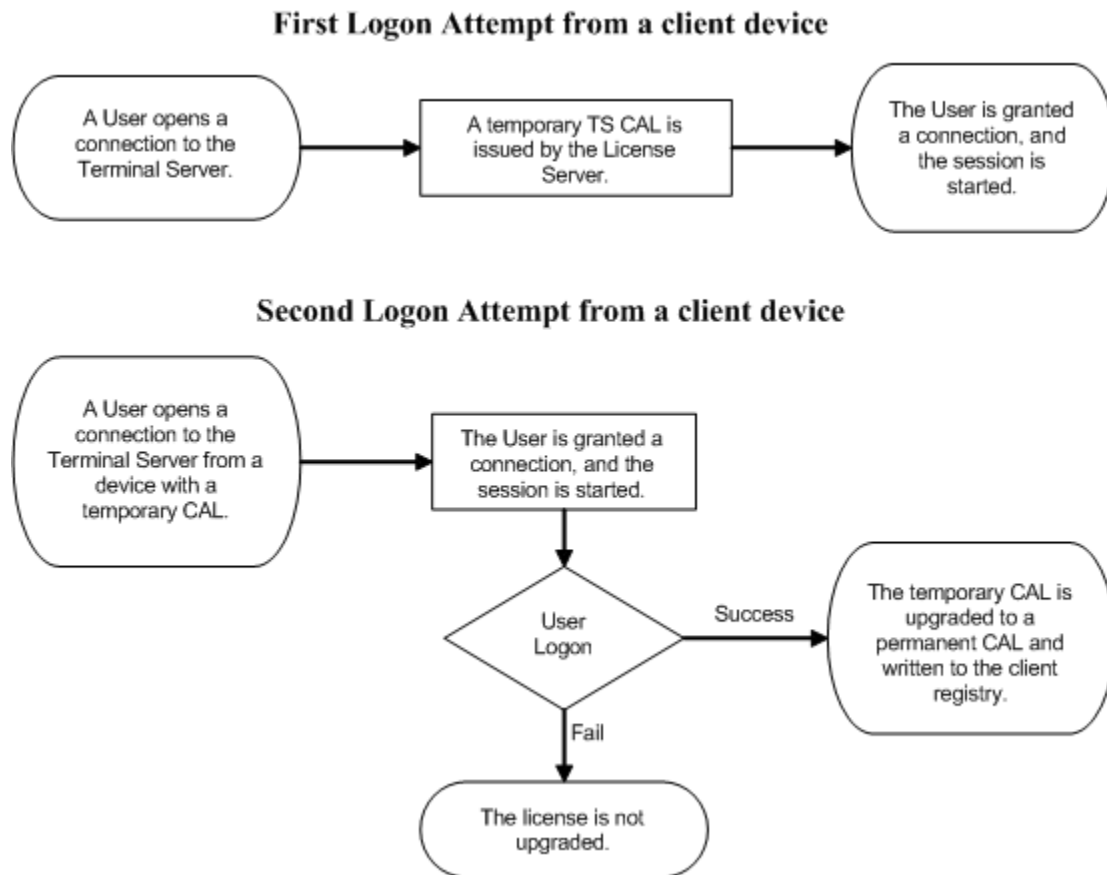 First Logon Attempt from a client device
A User opens a
connection to the
Terminal Server.
A temporary TS CAL is
issued by the License
Server.
The User is granted
a connection, and
the session is
started.
Second Logon Attempt from a client device
A User opens a
connection to the
Terminal Server from a
device with a
temporary CAL.
The User is granted a
connection, and the
session is started.
User
Logon
Success
The temporary CAL is
upgraded to a
permanent CAL and
written to the client
registry.
Fail
The license is not
upgraded.